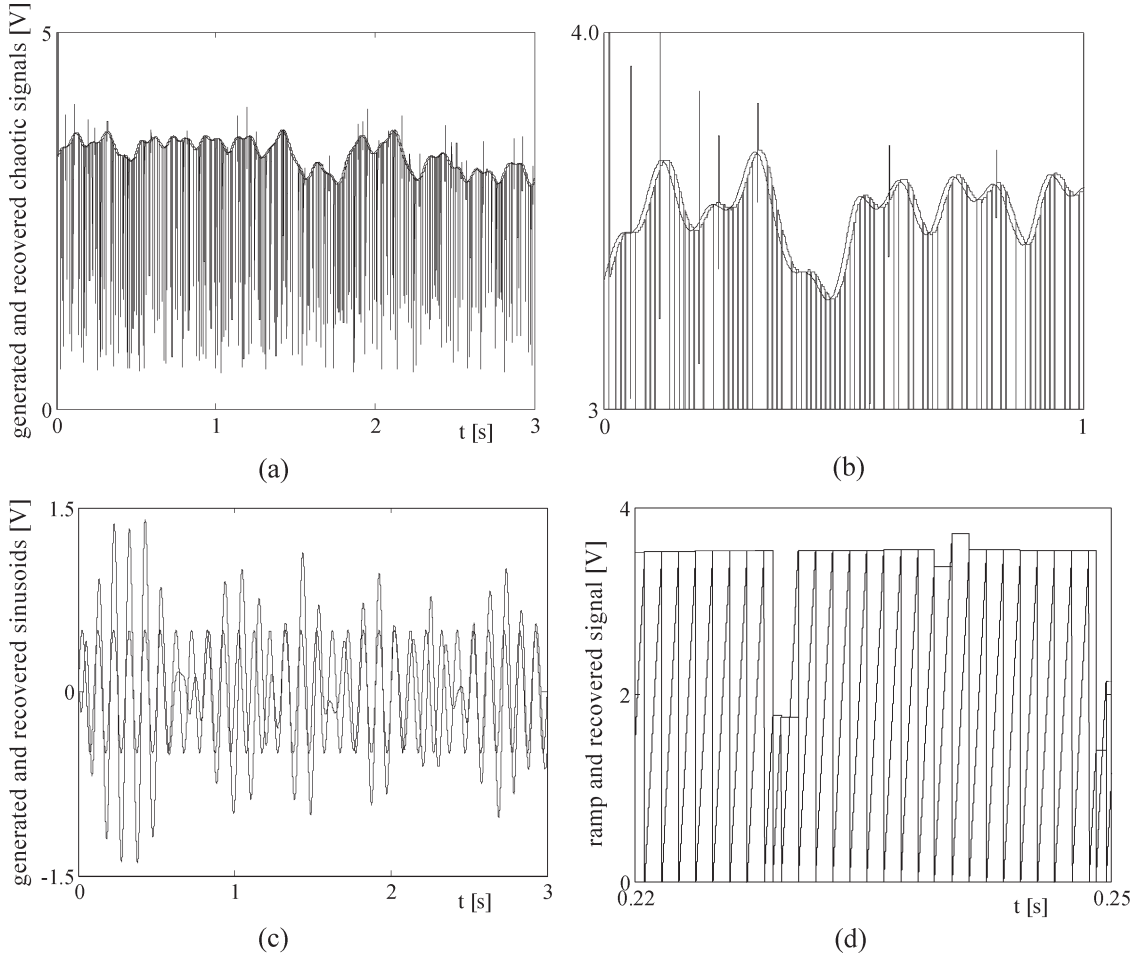 generated and recovered chaotic signals [V]
5
0
0
1
2
t [s]
3
(a)
4.0
3
0
1
(b)
generated and recovered sinusoids [V]
1.5
0
-1.5
0
1
2
t [s]
3
(c)
ramp and recovered signal [V]
4
2
0
0.22
t [s]
0.25
(d)